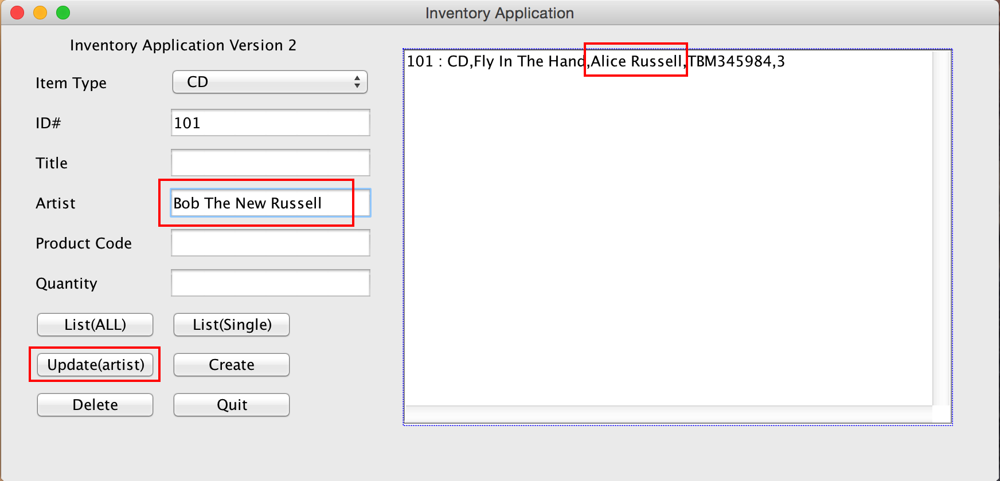 Inventory Application
Inventory Application Version 2
Item Type
CD
ID#
101
Title
Artist
Bob The New Russell
Product Code
Quantity
List(ALL)
List(Single)
Update(artist)
Create
Delete
Quit
101 : CD,Fly In The Hand,Alice Russell,TBM345984,3